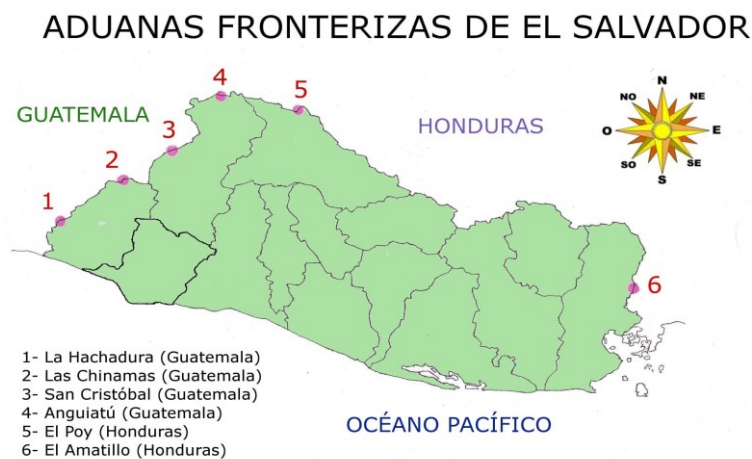 ADUANAS FRONTERIZAS DE EL SALVADOR
4
5
GUATEMALA
HONDURAS
N
NO
NE
O
E
SO
SE
S
3
2
1
6
1- La Hachadura (Guatemala)
2- Las Chinamas (Guatemala)
3- San Cristóbal (Guatemala)
4- Anguiatú (Guatemala)
5- El Poy (Honduras)
6- El Amatillo (Honduras)
OCÉANO PACÍFICO